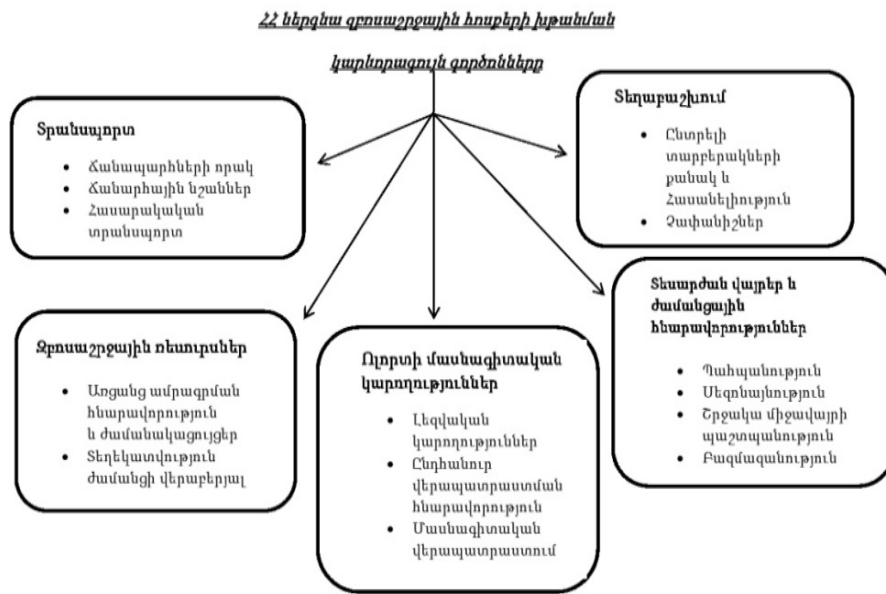 ՀՀ ներգնա զբոսաշրջային հոսքերի խթանման
կարևորագույն գործոնները
Տրանսպորտ
• Ճանապարհների որակ
• Ճանարհային նշաններ
• Հասարակական
տրանսպորտ
Տեղաբաշխում
• Ընտրելի
տարբերակների
քանակ և
Հասանելիություն
• Չափանիշներ
Զբոսաշրջային ռեսուրսներ
• Առցանց ամրագրման
հնարավորություն
և ժամանակացույցեր
• Տեղեկատվություն
ժամանցի վերաբերյալ
Ոլորտի մասնագիտական
կարողություններ
• Լեզվական
կարողություններ
• Ընդհանուր
վերապատրաստման
հնարավորություն
• Մասնագիտական
վերապատրաստում
Տեսարժան վայրեր և
ժամանցային
հնարավորություններ
• Պահպանություն
• Սեզոնայնություն
• Շրջակա միջավայրի
պաշտպանություն
• Բազմազանություն